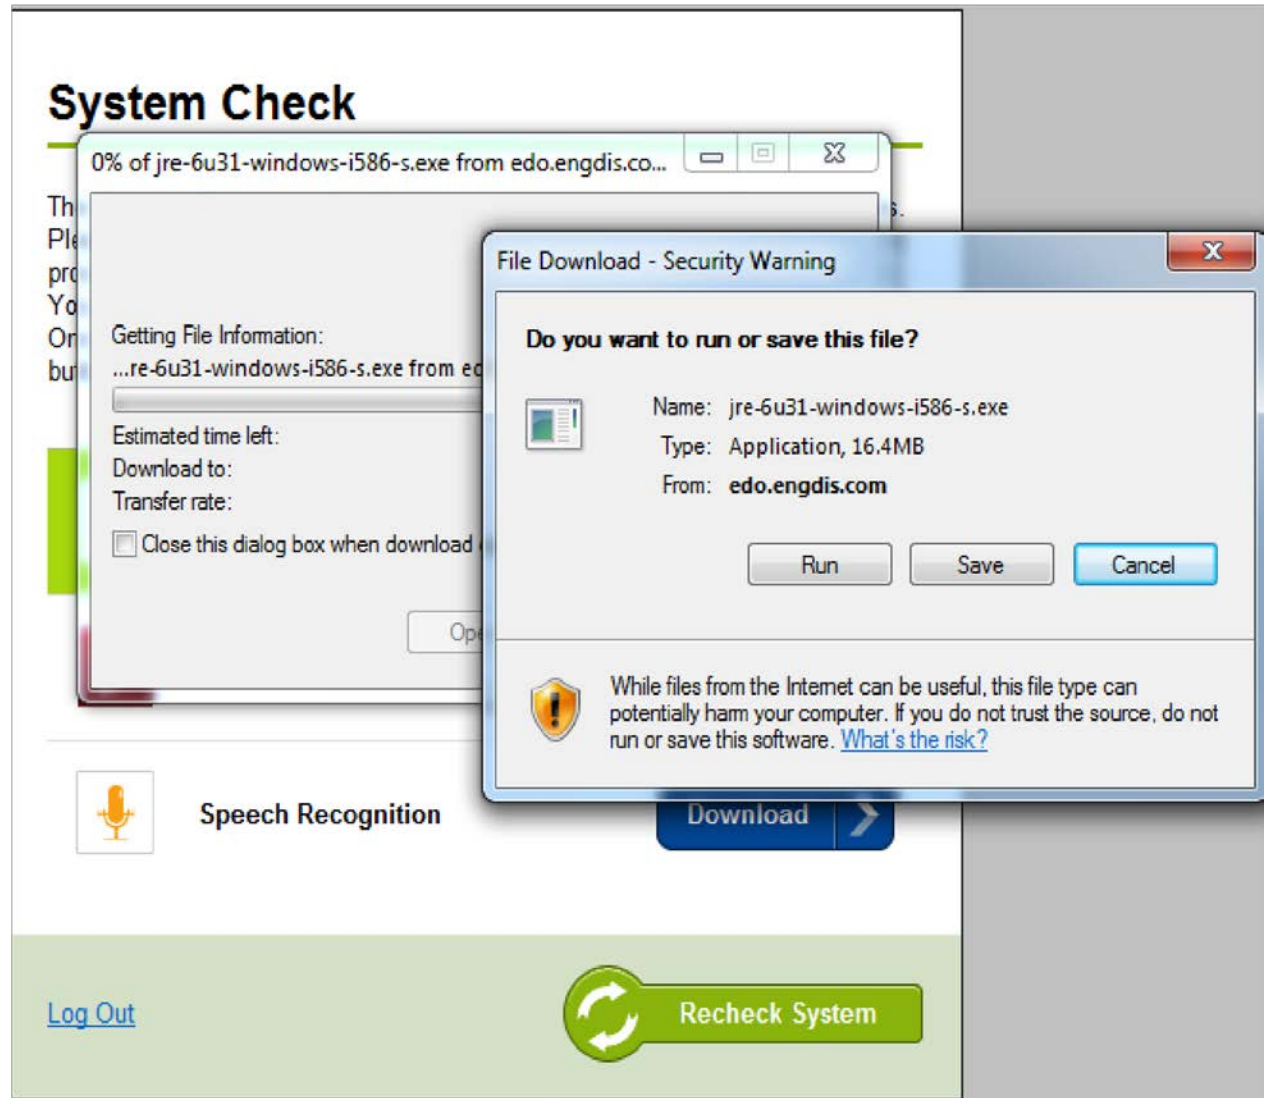 System Check
0% of jre-6u31-windows-i586-s.exe from edo.engdis.co...
File Download - Security Warning
Getting File Information:
...re-6u31-windows-i586-s.exe from
Estimated time left:
Download to:
Transfer rate:
Close this dialog box when download
Do you want to run or save this file?
Name: jre-6u31-windows-i586-s.exe
Type: Application, 16.4MB
From: edo.engdis.com
Run Save Cancel
While files from the Internet can be useful, this file type can
potentially harm your computer. If you do not trust the source, do not
run or save this software. What's the risk?
Speech Recognition
Download
Log Out
Recheck System